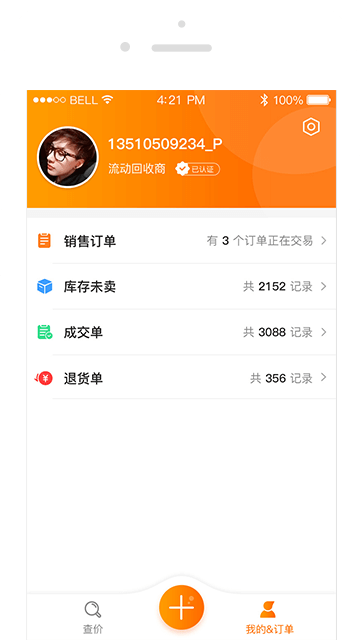 BELL 4:21 PM 100%
13510509234_P
流动回收商 已认证
销售订单 有 3 个订单正在交易
库存未卖 共 2152 记录
成交单 共 3088 记录
退货单 共 356 记录
¥
查价 我的&订单